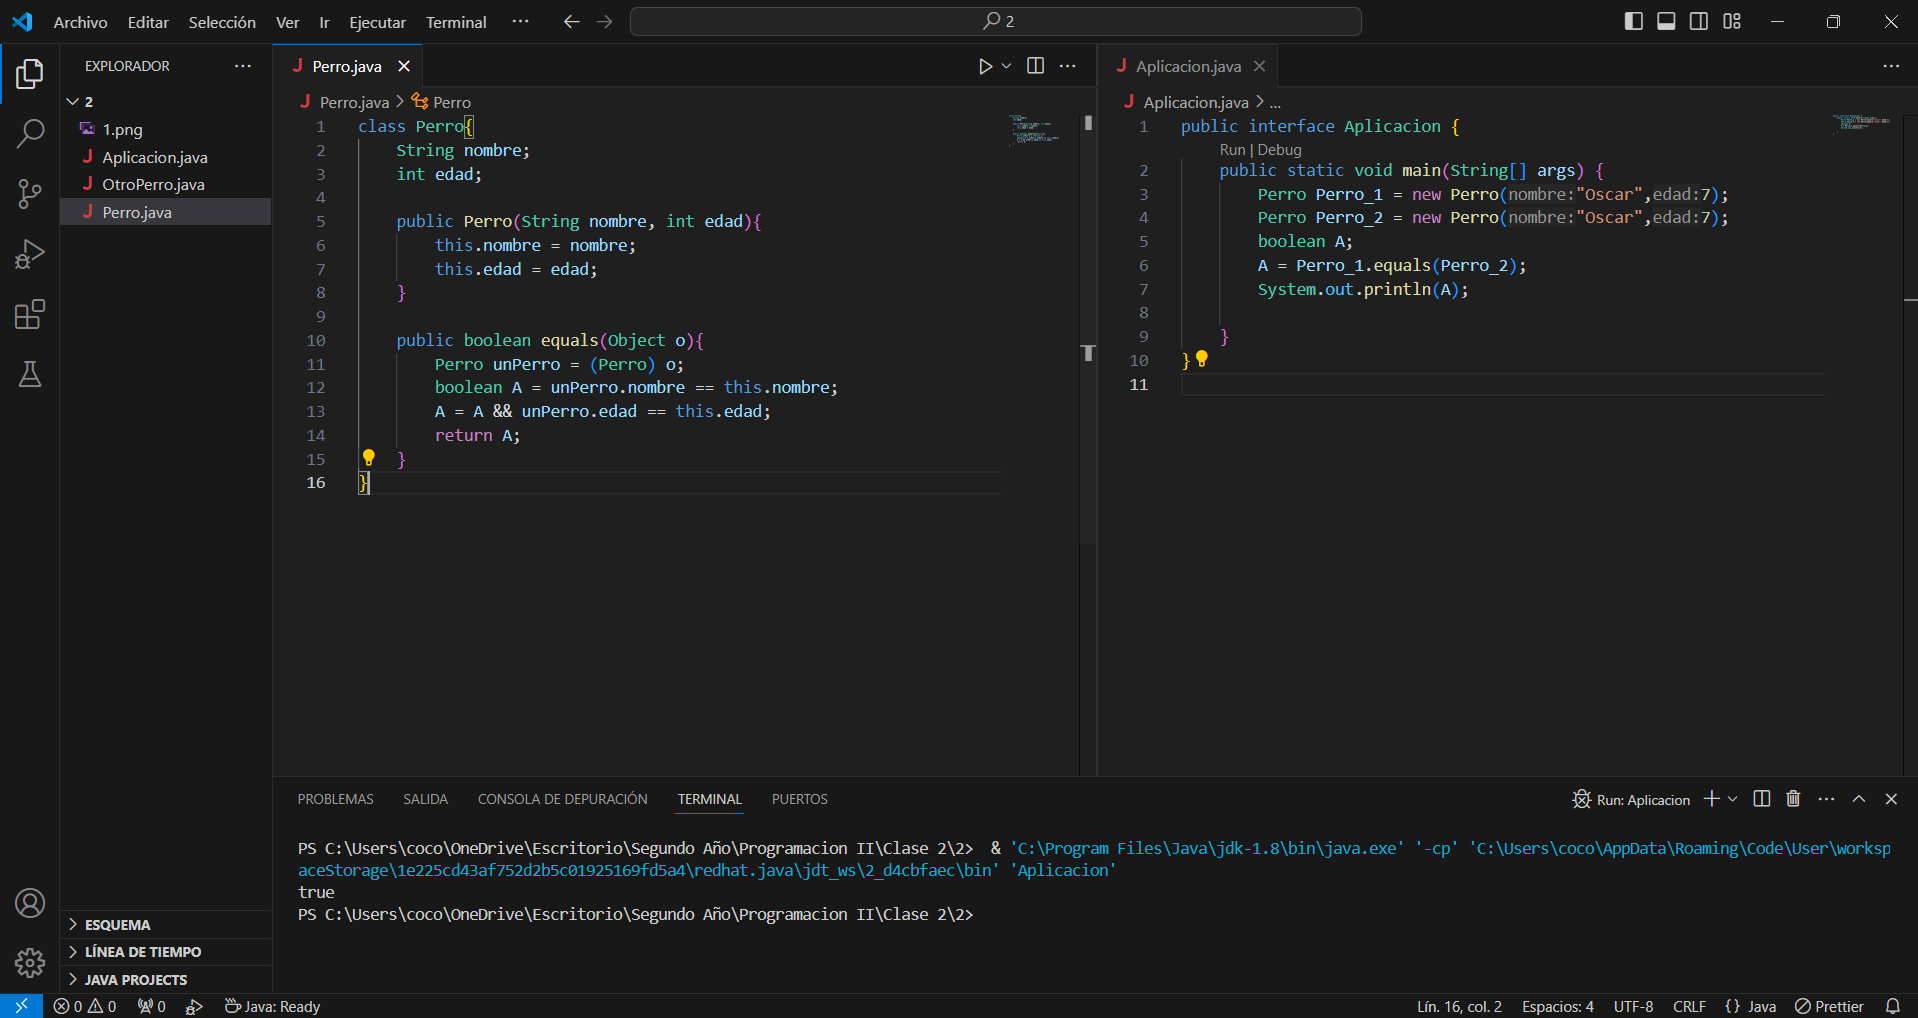 Archivo Editar Selección Ver Ir Ejecutar Terminal ··· 2
EXPLORADOR ···
2
1.png
Aplicacion.java
OtroPerro.java
Perro.java
ESQUEMA
LÍNEA DE TIEMPO
JAVA PROJECTS
Perro.java
Perro.java > Perro
1 class Perro{
2 String nombre;
3 int edad;
4
5 public Perro(String nombre, int edad){
6 this.nombre = nombre;
7 this.edad = edad;
8 }
9
10 public boolean equals(Object o){
11 Perro unPerro = (Perro) o;
12 boolean A = unPerro.nombre == this.nombre;
13 A = A && unPerro.edad == this.edad;
14 return A;
15 }
16 }
Aplicacion.java
Aplicacion.java > ...
1 public interface Aplicacion {
Run | Debug
2 public static void main(String[] args) {
3 Perro Perro_1 = new Perro(nombre:"Oscar",edad:7);
4 Perro Perro_2 = new Perro(nombre:"Oscar",edad:7);
5 boolean A;
6 A = Perro_1.equals(Perro_2);
7 System.out.println(A);
8
9 }
10 }
11
PROBLEMAS SALIDA CONSOLA DE DEPURACIÓN TERMINAL PUERTOS Run: Aplicacion
PS C:\Users\coco\OneDrive\Escritorio\Segundo Año\Programacion II\Clase 2\2> & 'C:\Program Files\Java\jdk-1.8\bin\java.exe' '-cp' 'C:\Users\coco\AppData\Roaming\Code\User\worksp
aceStorage\1e225cd43af752d2b5c01925169fd5a4\redhat.java\jdt_ws\2_d4cbfaec\bin' 'Aplicacion'
true
PS C:\Users\coco\OneDrive\Escritorio\Segundo Año\Programacion II\Clase 2\2>
0 0 0 Java: Ready Lín. 16, col. 2 Espacios: 4 UTF-8 CRLF {} Java Prettier